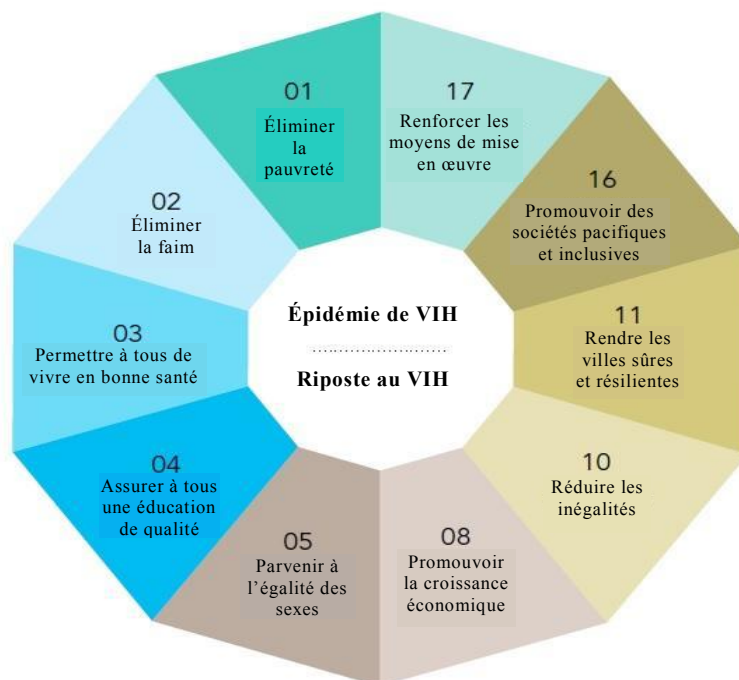 01
Éliminer
la
pauvreté
17
Renforcer les
moyens de mise
en œuvre
16
Promouvoir des
sociétés pacifiques
et inclusives
11
Rendre les
villes sûres
et résilientes
10
Réduire les
inégalités
08
Promouvoir
la croissance
économique
05
Parvenir à
l’égalité des
sexes
04
Assurer à tous
une éducation
de qualité
03
Permettre à tous de
vivre en bonne santé
02
Éliminer
la faim
Épidémie de VIH
Riposte au VIH